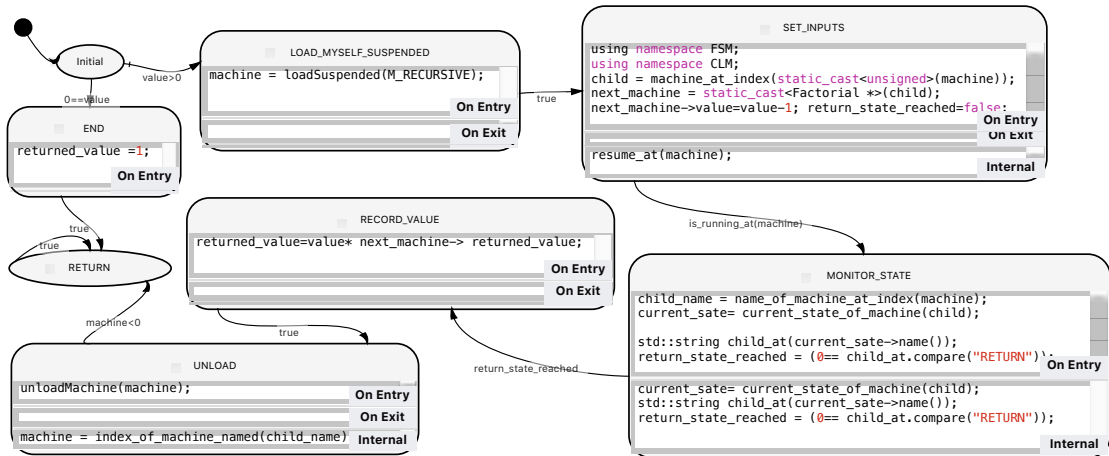 Initial
value>0
0==value
LOAD_MYSELF_SUSPENDED
machine = loadSuspended(M_RECURSIVE);
On Entry
On Exit
true
SET_INPUTS
using namespace FSM;
using namespace CLM;
child = machine_at_index(static_cast<unsigned>(machine));
next_machine = static_cast<Factorial *>(child);
next_machine->value=value-1; return_state_reached=false;
On Entry
On Exit
resume_at(machine);
Internal
END
returned_value =1;
On Entry
true
true
RETURN
machine<0
RECORD_VALUE
returned_value=value* next_machine-> returned_value;
On Entry
On Exit
true
is_running_at(machine)
MONITOR_STATE
child_name = name_of_machine_at_index(machine);
current_sate= current_state_of_machine(child);
std::string child_at(current_sate->name());
return_state_reached = (0== child_at.compare("RETURN"));
On Entry
current_sate= current_state_of_machine(child);
std::string child_at(current_sate->name());
return_state_reached = (0== child_at.compare("RETURN"));
Internal
return_state_reached
UNLOAD
unloadMachine(machine);
On Entry
On Exit
machine = index_of_machine_named(child_name)
Internal